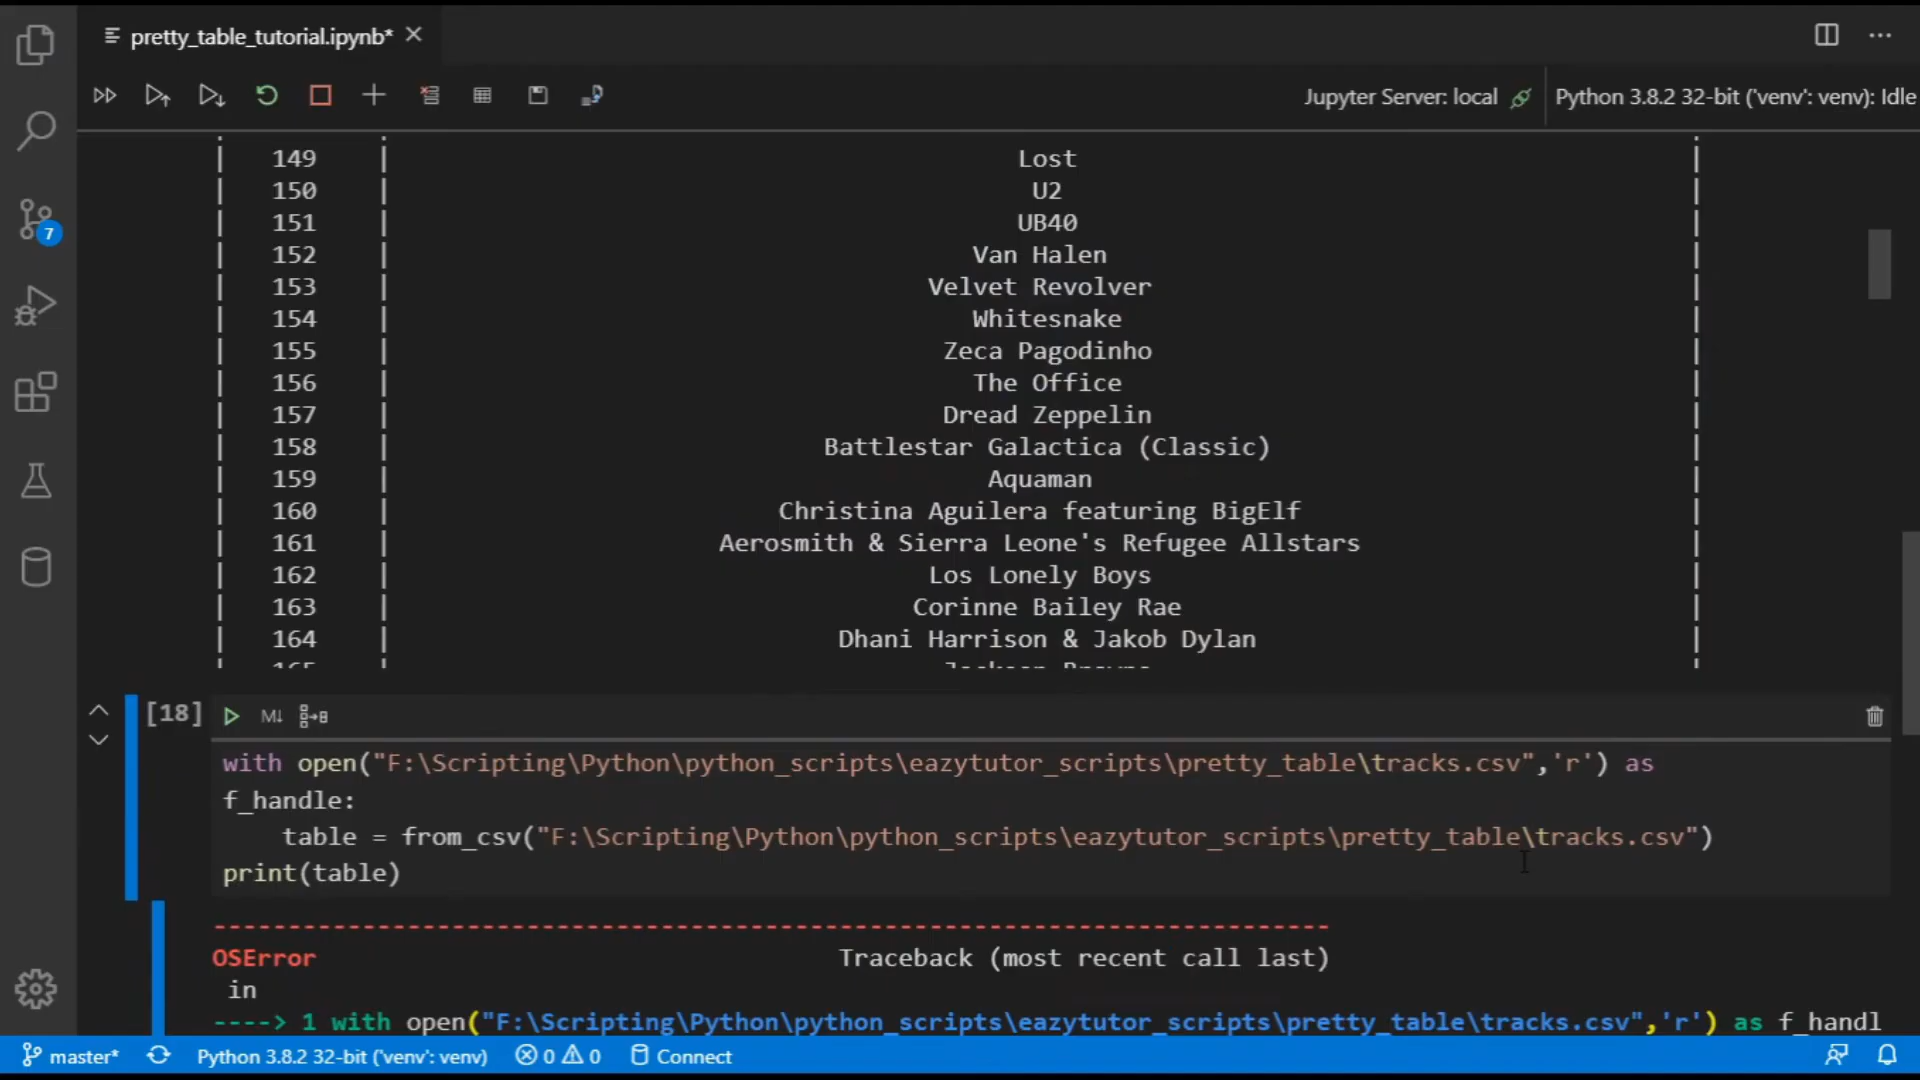 pretty_table_tutorial.ipynb*
Jupyter Server: local
Python 3.8.2 32-bit ('venv': venv): Idle
7
| 149 | Lost |
| 150 | U2 |
| 151 | UB40 |
| 152 | Van Halen |
| 153 | Velvet Revolver |
| 154 | Whitesnake |
| 155 | Zeca Pagodinho |
| 156 | The Office |
| 157 | Dread Zeppelin |
| 158 | Battlestar Galactica (Classic) |
| 159 | Aquaman |
| 160 | Christina Aguilera featuring BigElf |
| 161 | Aerosmith & Sierra Leone's Refugee Allstars |
| 162 | Los Lonely Boys |
| 163 | Corinne Bailey Rae |
| 164 | Dhani Harrison & Jakob Dylan |
[18]
M↓
with open("F:\Scripting\Python\python_scripts\eazytutor_scripts\pretty_table\tracks.csv",'r') as
f_handle:
    table = from_csv("F:\Scripting\Python\python_scripts\eazytutor_scripts\pretty_table\tracks.csv")
print(table)
---------------------------------------------------------------------------
OSError Traceback (most recent call last)
in
----> 1 with open("F:\Scripting\Python\python_scripts\eazytutor_scripts\pretty_table\tracks.csv",'r') as f_handl
master*
Python 3.8.2 32-bit ('venv': venv)
0
0
Connect